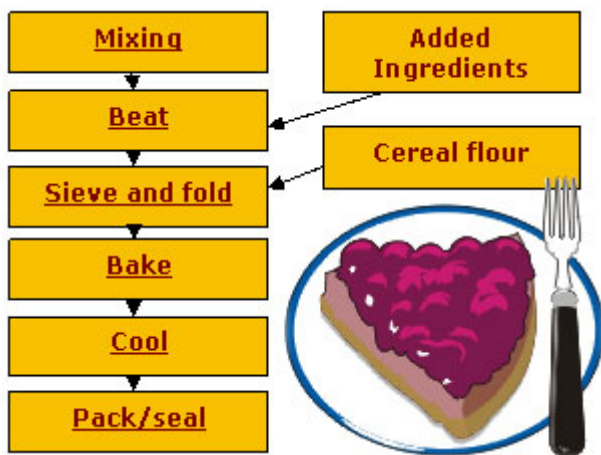 Mixing
Added
Ingredients
Beat
Cereal flour
Sieve and fold
Bake
Cool
Pack/seal